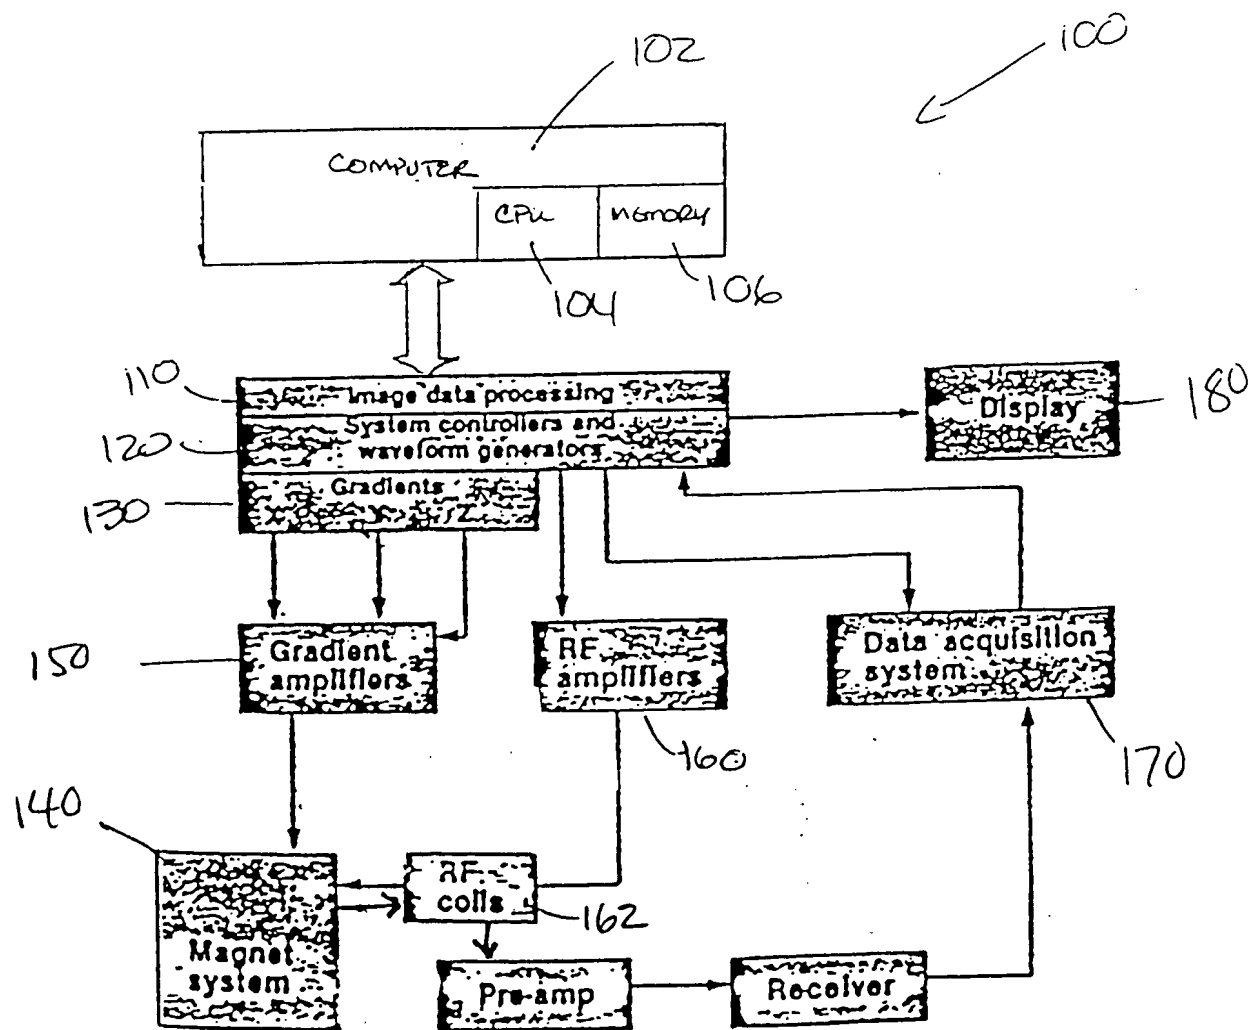 102
100
COMPUTER
CPU
MEMORY
104
106
110
Image data processing
120
System controllers and
waveform generators
130
Gradients
Z
Display
180
150
Gradient
amplifiers
RF
amplifiers
160
Data acquisition
system
170
140
Magnet
system
RF
coils
162
Pre-amp
Receiver